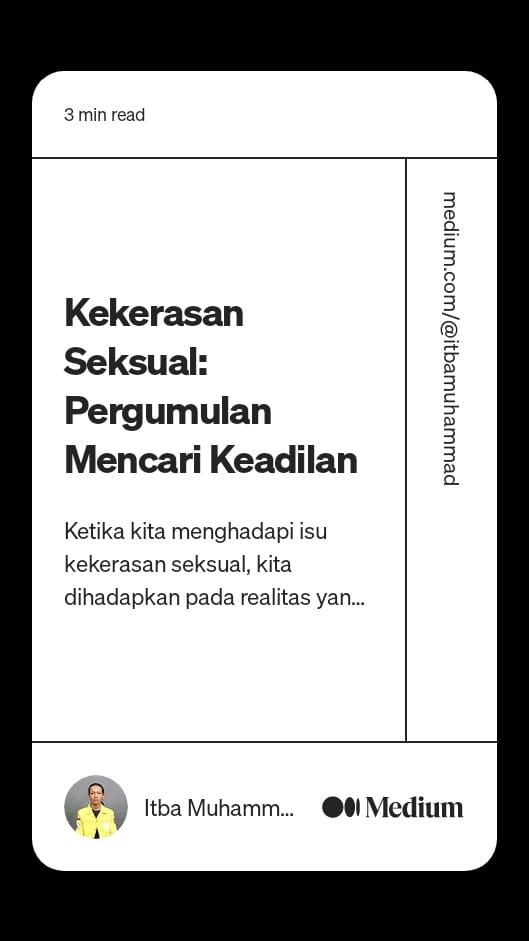 3 min read
medium.com/@itbamuhammad
Kekerasan
Seksual:
Pergumulan
Mencari Keadilan
Ketika kita menghadapi isu
kekerasan seksual, kita
dihadapkan pada realitas yan...
Itba Muhamm...
Medium